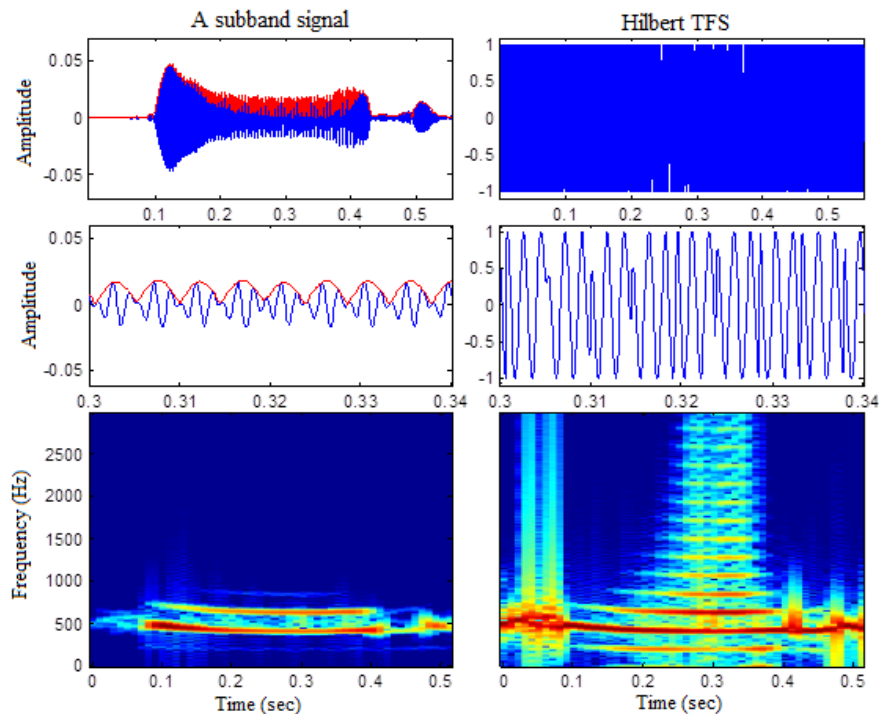 A subband signal
Hilbert TFS
Amplitude
0.05
0
-0.05
0.1 0.2 0.3 0.4 0.5
1
0.5
0
-0.5
-1
0.1 0.2 0.3 0.4 0.5
Amplitude
0.05
0
-0.05
0.3 0.31 0.32 0.33 0.34
1
0.5
0
-0.5
-1
0.3 0.31 0.32 0.33 0.34
Frequency (Hz)
2500
2000
1500
1000
500
0
0 0.1 0.2 0.3 0.4 0.5
Time (sec)
0 0.1 0.2 0.3 0.4 0.5
Time (sec)